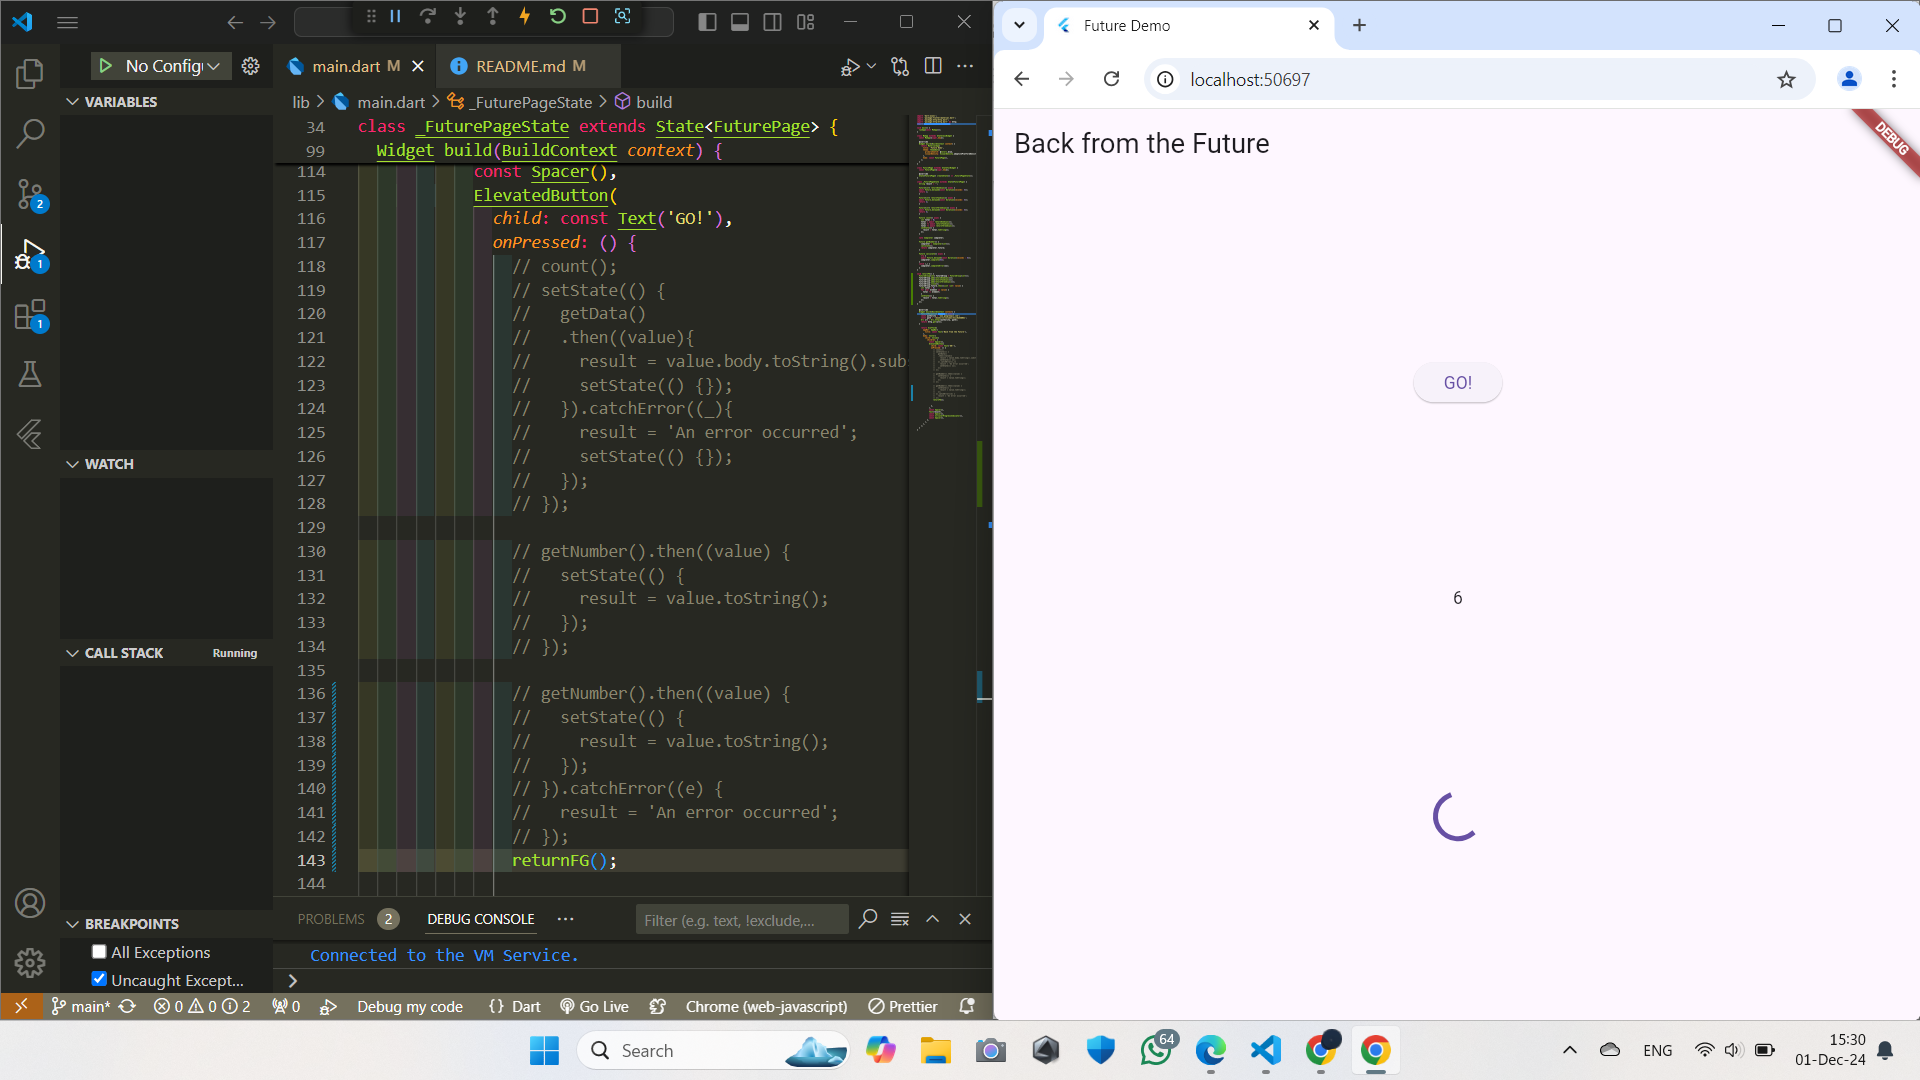 No Config
main.dart M
README.md M
lib > main.dart > _FuturePageState > build
VARIABLES
34 class _FuturePageState extends State<FuturePage> {
99 Widget build(BuildContext context) {
114 const Spacer(),
115 ElevatedButton(
116 child: const Text('GO!'),
117 onPressed: () {
118 // count();
119 // setState(() {
120 //   getData()
121 //   .then((value){
122 //     result = value.body.toString().sub
123 //     setState(() {});
124 //   }).catchError((_){
125 //     result = 'An error occurred';
126 //     setState(() {});
127 //   });
128 // });
129
130 // getNumber().then((value) {
131 //   setState(() {
132 //     result = value.toString();
133 //   });
134 // });
135
136 // getNumber().then((value) {
137 //   setState(() {
138 //     result = value.toString();
139 //   });
140 // }).catchError((e) {
141 //   result = 'An error occurred';
142 // });
143 returnFG();
144
WATCH
CALL STACK Running
BREAKPOINTS
All Exceptions
Uncaught Except...
2
1
1
PROBLEMS 2 DEBUG CONSOLE ... Filter (e.g. text, !exclude,...
Connected to the VM Service.
>
main* 0 0 2 0 Debug my code {} Dart Go Live Chrome (web-javascript) Prettier
Future Demo
localhost:50697
Back from the Future
DEBUG
GO!
6
Search
64
ENG
15:30
01-Dec-24